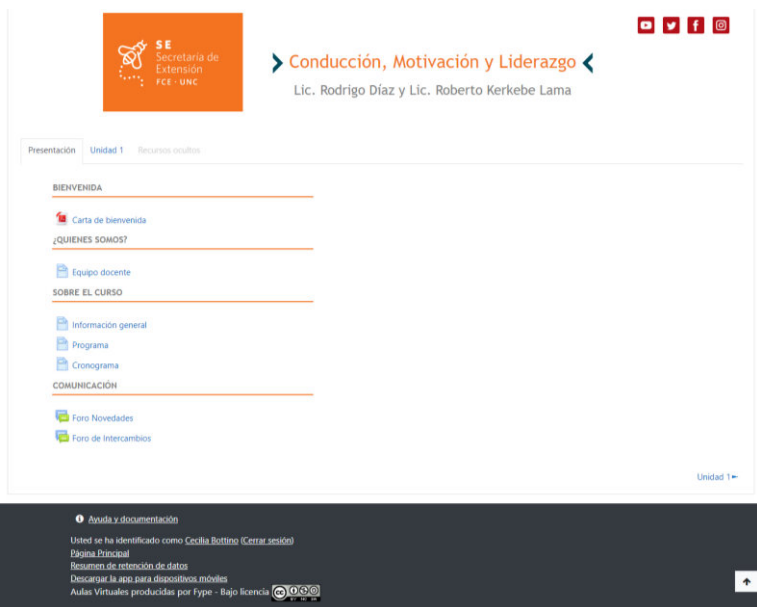 SE
Secretaría de
Extensión
FCE - UNC
Conducción, Motivación y Liderazgo
Lic. Rodrigo Díaz y Lic. Roberto Kerkebe Lama
Presentación Unidad 1 Recursos ocultos
BIENVENIDA
Carta de bienvenida
¿QUIENES SOMOS?
Equipo docente
SOBRE EL CURSO
Información general
Programa
Cronograma
COMUNICACIÓN
Foro Novedades
Foro de Intercambios
Unidad 1►
Ayuda y documentación
Usted se ha identificado como Cecilia Bottino (Cerrar sesión)
Página Principal
Resumen de retención de datos
Descargar la app para dispositivos móviles
Aulas Virtuales producidas por Fype - Bajo licencia